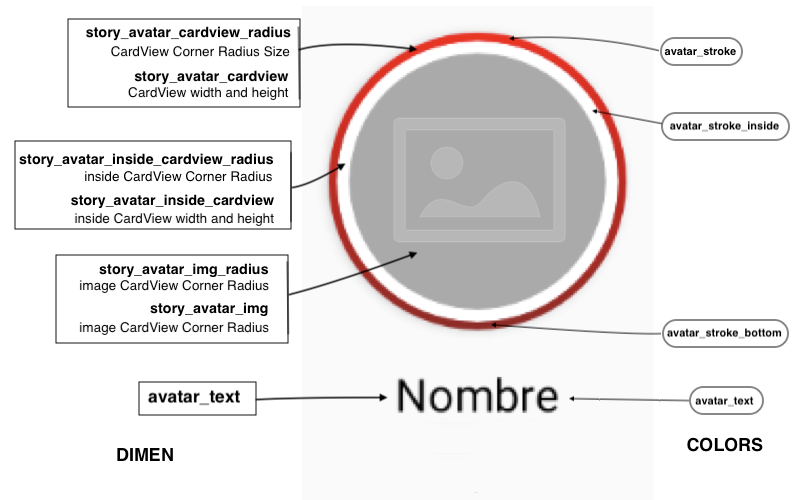 story_avatar_cardview_radius
CardView Corner Radius Size
story_avatar_cardview
CardView width and height
story_avatar_inside_cardview_radius
inside CardView Corner Radius
story_avatar_inside_cardview
inside CardView width and height
story_avatar_img_radius
image CardView Corner Radius
story_avatar_img
image CardView Corner Radius
avatar_text
DIMEN
Nombre
avatar_stroke
avatar_stroke_inside
avatar_stroke_bottom
avatar_text
COLORS